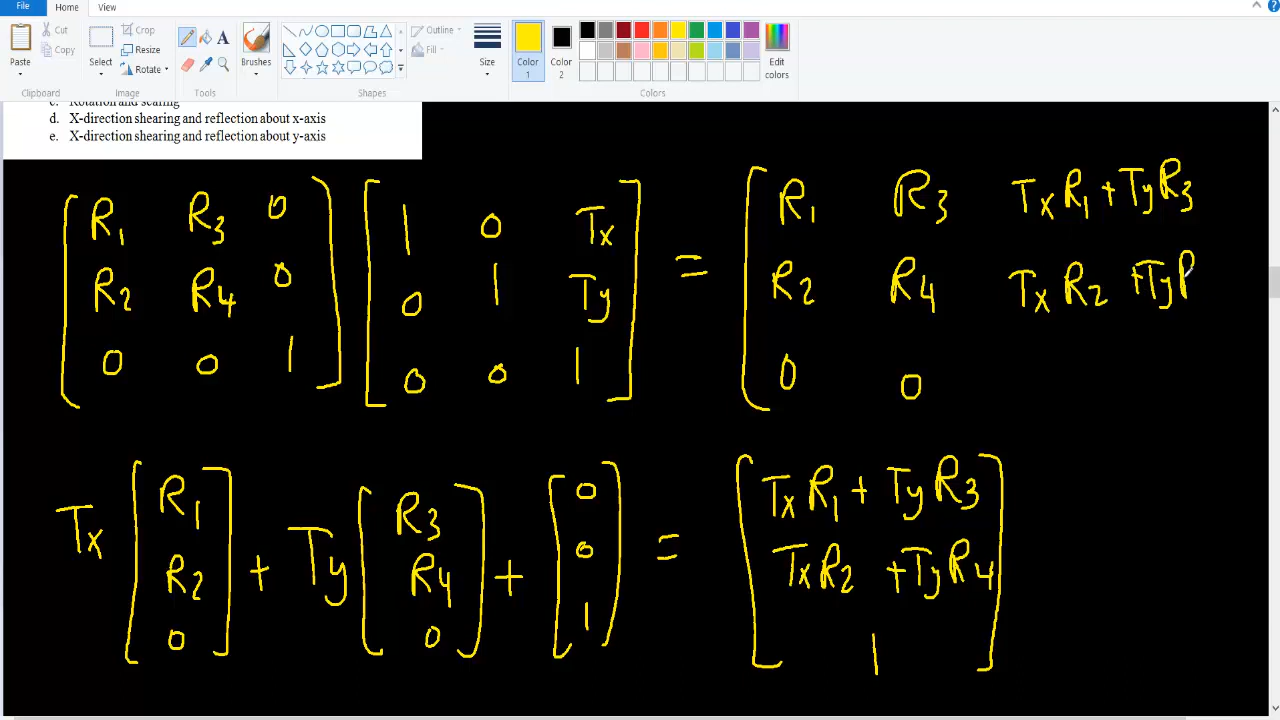 File Home View
Paste Cut Copy Clipboard
Select Crop Resize Rotate Image
A Tools
Brushes
Shapes Outline Fill
Size
Color 1 Color 2 Edit colors Colors
d. X-direction shearing and reflection about x-axis
e. X-direction shearing and reflection about y-axis
[R1 R3 0] [1 0 Tx] = [R1 R3 TxR1 + TyR3
[R2 R4 0] [0 1 Ty] [R2 R4 TxR2 + Ty
[0 0 1] [0 0 1] [0 0
Tx [R1 R2 0] + Ty [R3 R4 0] + [0 0 1] = [TxR1 + TyR3
TxR2 + TyR4
1]